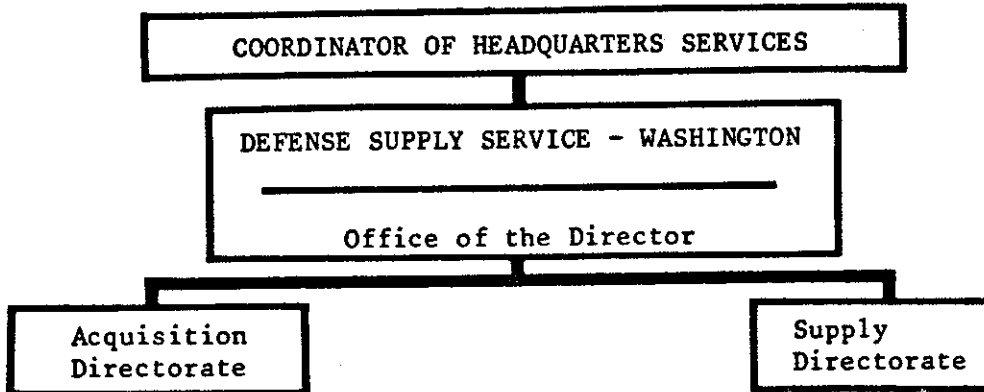 COORDINATOR OF HEADQUARTERS SERVICES
DEFENSE SUPPLY SERVICE - WASHINGTON
Office of the Director
Acquisition
Directorate
Supply
Directorate